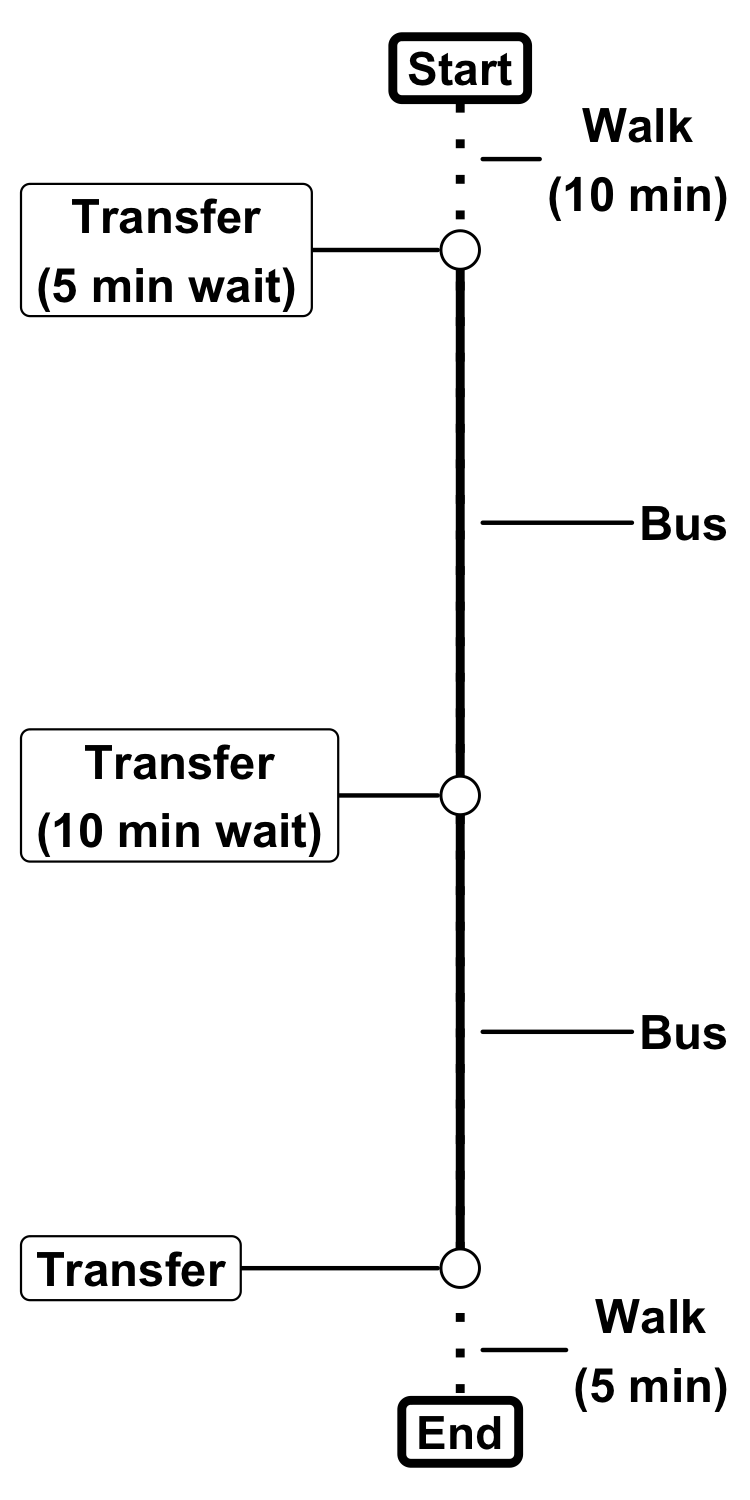 Start
Walk
(10 min)
Transfer
(5 min wait)
Bus
Transfer
(10 min wait)
Bus
Transfer
Walk
(5 min)
End